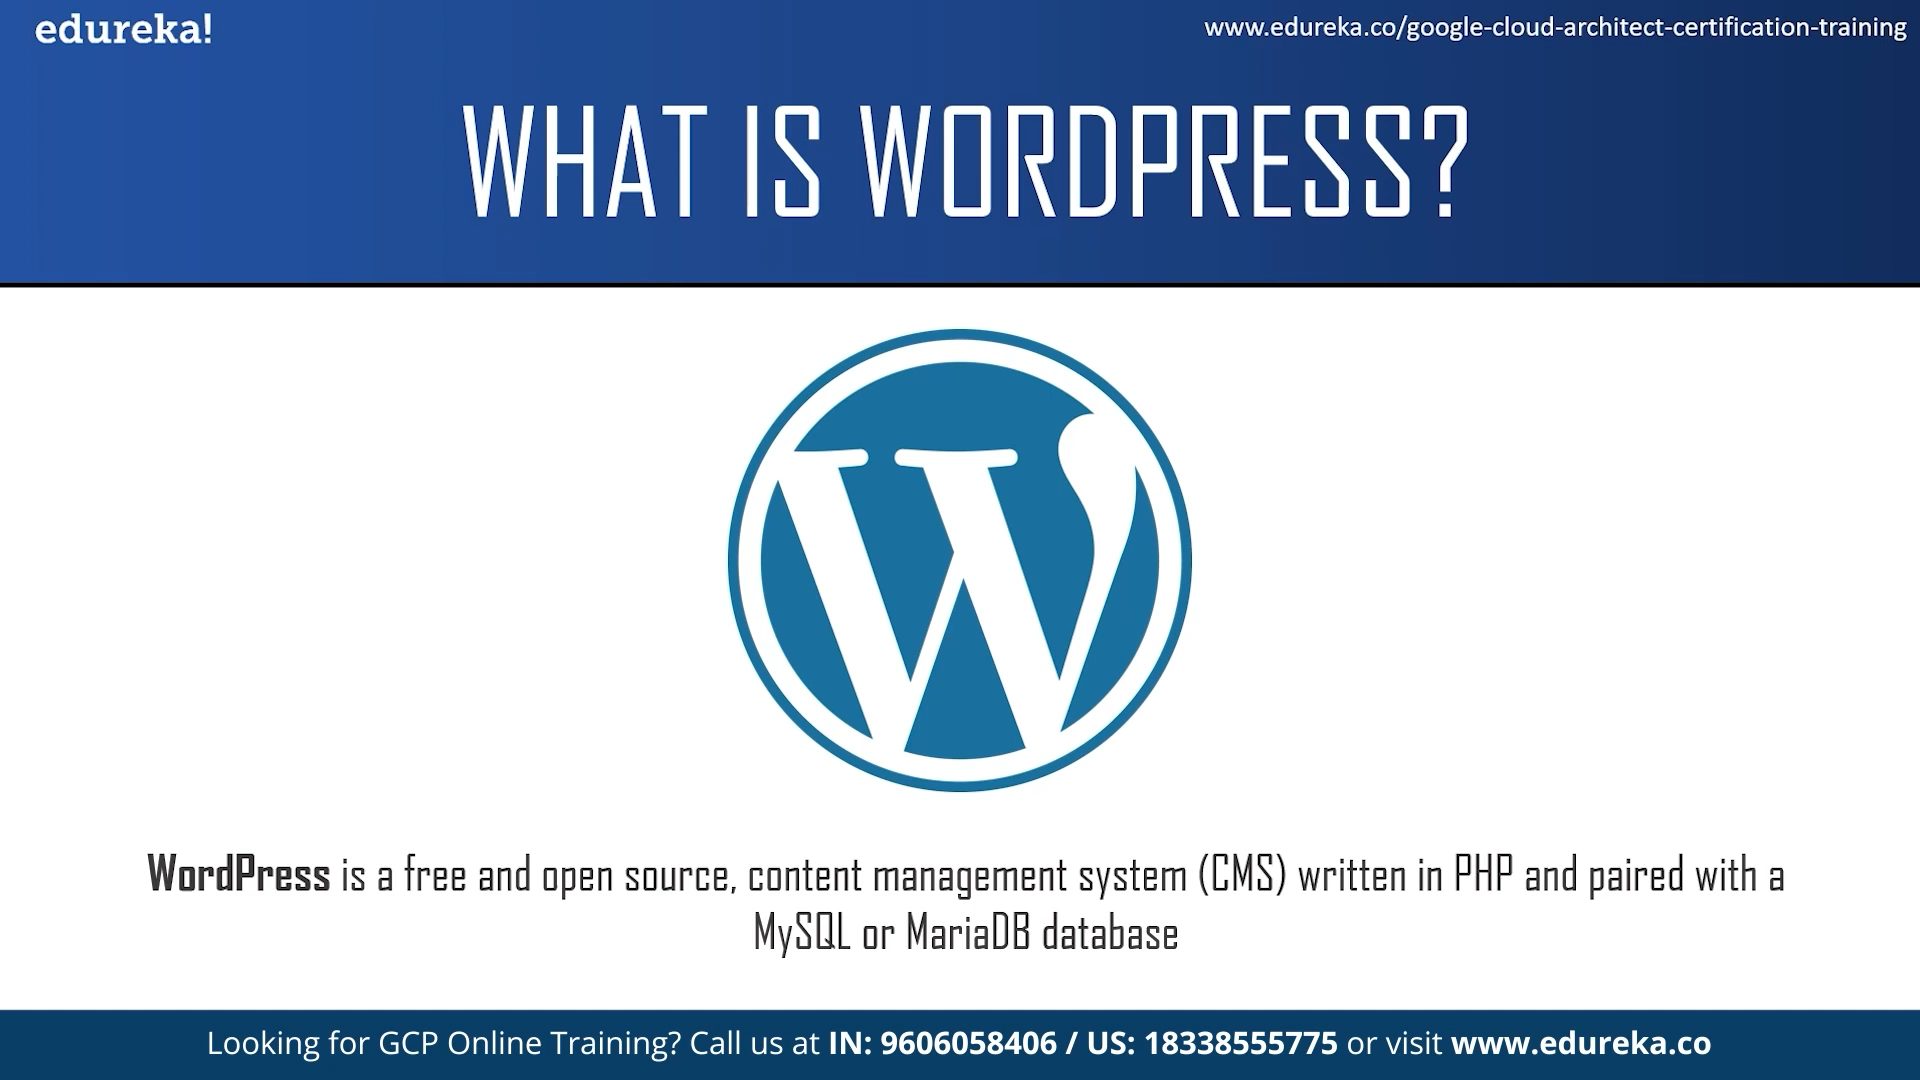 edureka!
www.edureka.co/google-cloud-architect-certification-training
WHAT IS WORDPRESS?
WordPress is a free and open source, content management system (CMS) written in PHP and paired with a
MySQL or MariaDB database
Looking for GCP Online Training? Call us at IN: 9606058406 / US: 18338555775 or visit www.edureka.co